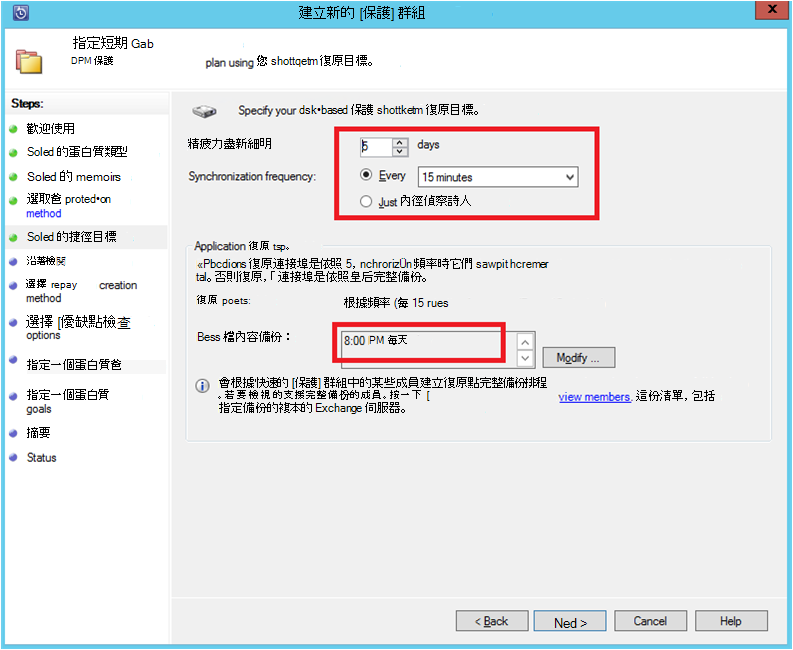 建立新的 [保護] 群組
X
指定短期 Gab
DPM 保護
plan using 您 shottqetm 復原目標。
Steps:
歡迎使用
Soled 的蛋白質類型
Soled 的 memoirs
選取爸 proted•on
method
Soled 的捷徑目標
沿著檢閱
選擇 repay creation
method
選擇 [優缺點檢查
options
指定一個蛋白質爸
指定一個蛋白質
goals
摘要
Status
Specify your dsk•based 保護 shottketm 復原目標。
精疲力盡新細明
5 days
Synchronization frequency:
Every 15 minutes
Just 內徑偵察詩人
Application 復原 tsp。
«Pbcdions 復原連接埠是依照 5, nchrorizUn 頻率時它們 sawpit hcremer
tal。否則復原,「連接埠是依照皇后完整備份。
復原 poets:
根據頻率 (每 15 rues
Bess 檔內容備份：
8:00 PM 每天
Modify ...
會根據快速的 [保護] 群組中的某些成員建立復原點完整備份排程
。若要檢視的支援完整備份的成員。按一下 [
view members. 這份清單, 包括
指定備份的複本的 Exchange 伺服器。
< Back
Ned >
Cancel
Help